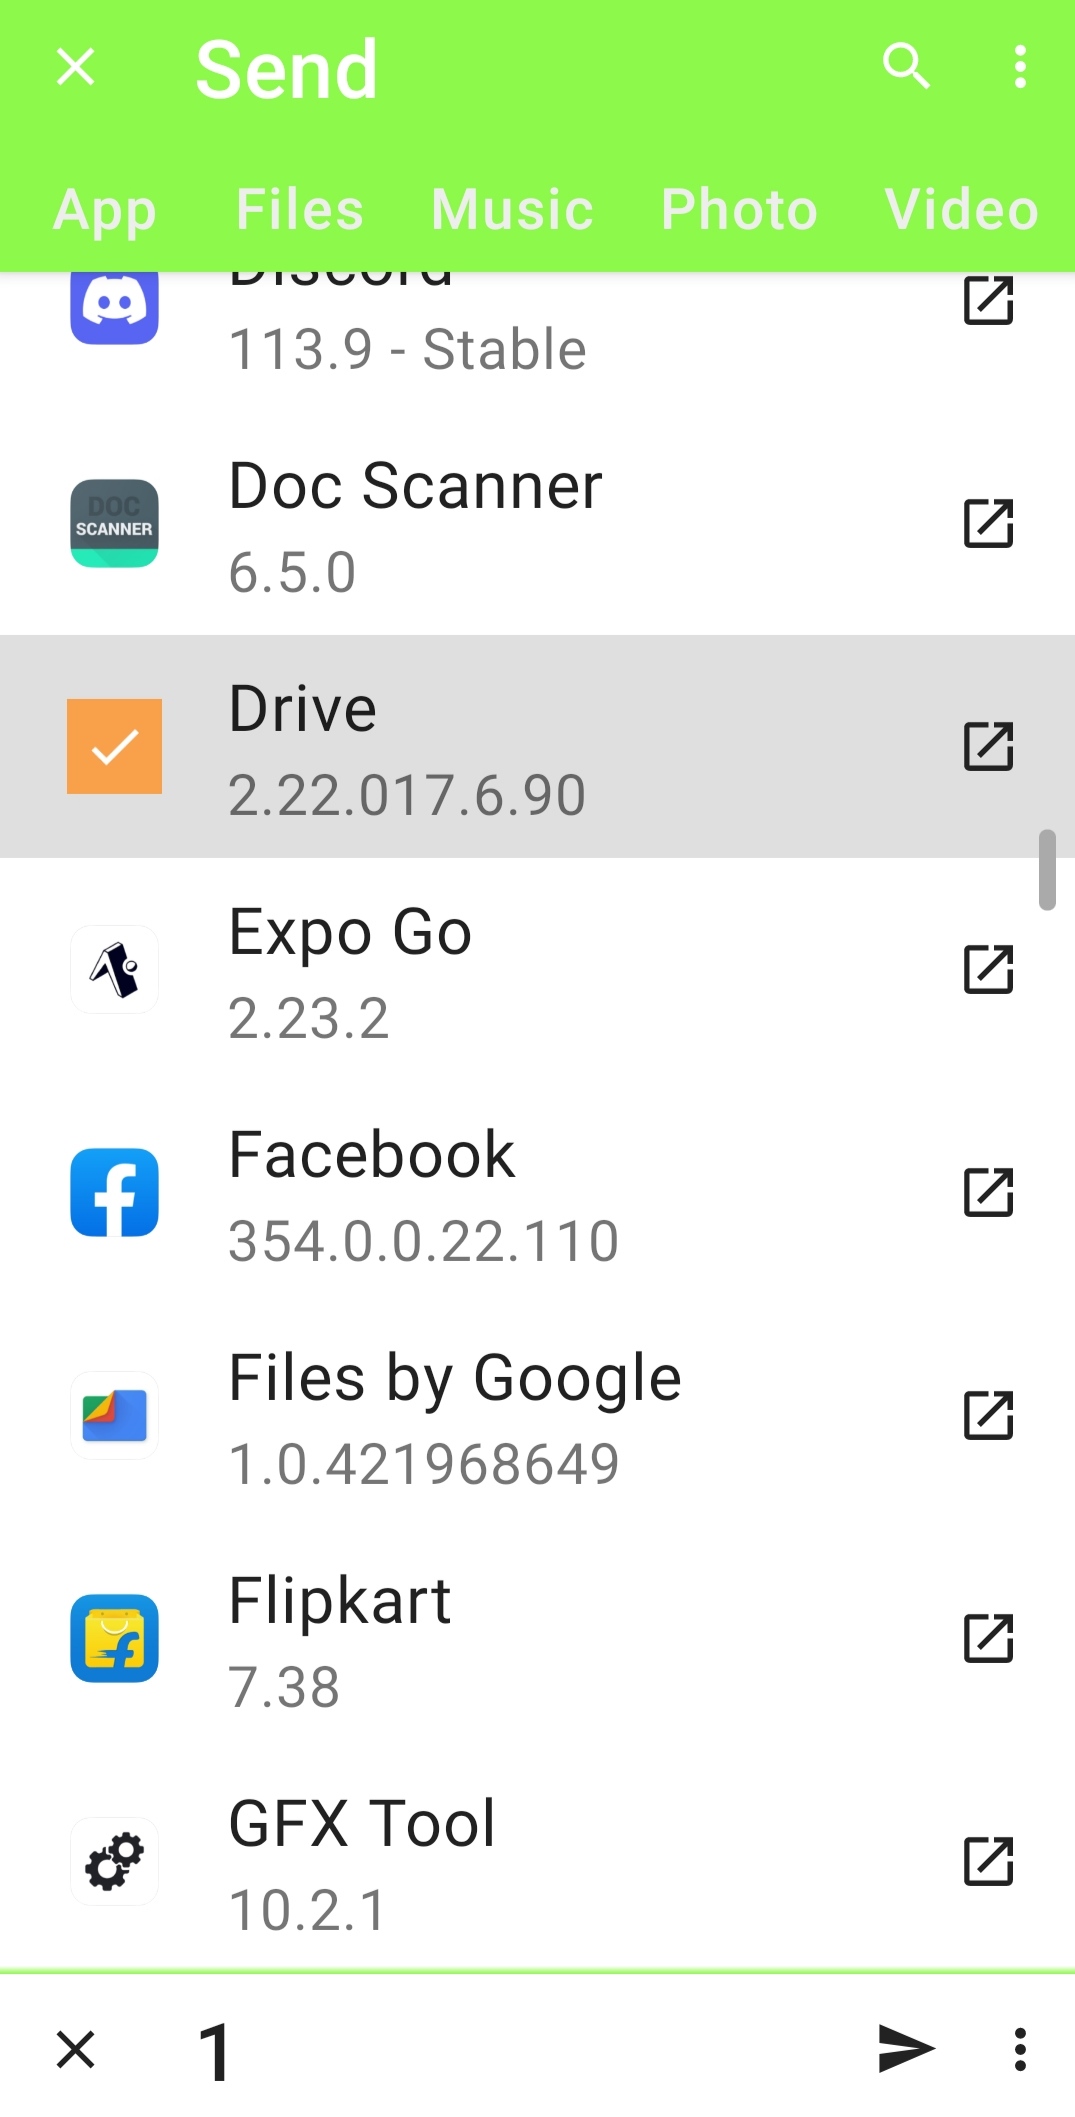 Send
App Files Music Photo Video
Discord
113.9 - Stable
Doc Scanner
DOC
SCANNER
6.5.0
Drive
2.22.017.6.90
Expo Go
2.23.2
Facebook
354.0.0.22.110
Files by Google
1.0.421968649
Flipkart
7.38
GFX Tool
10.2.1
1